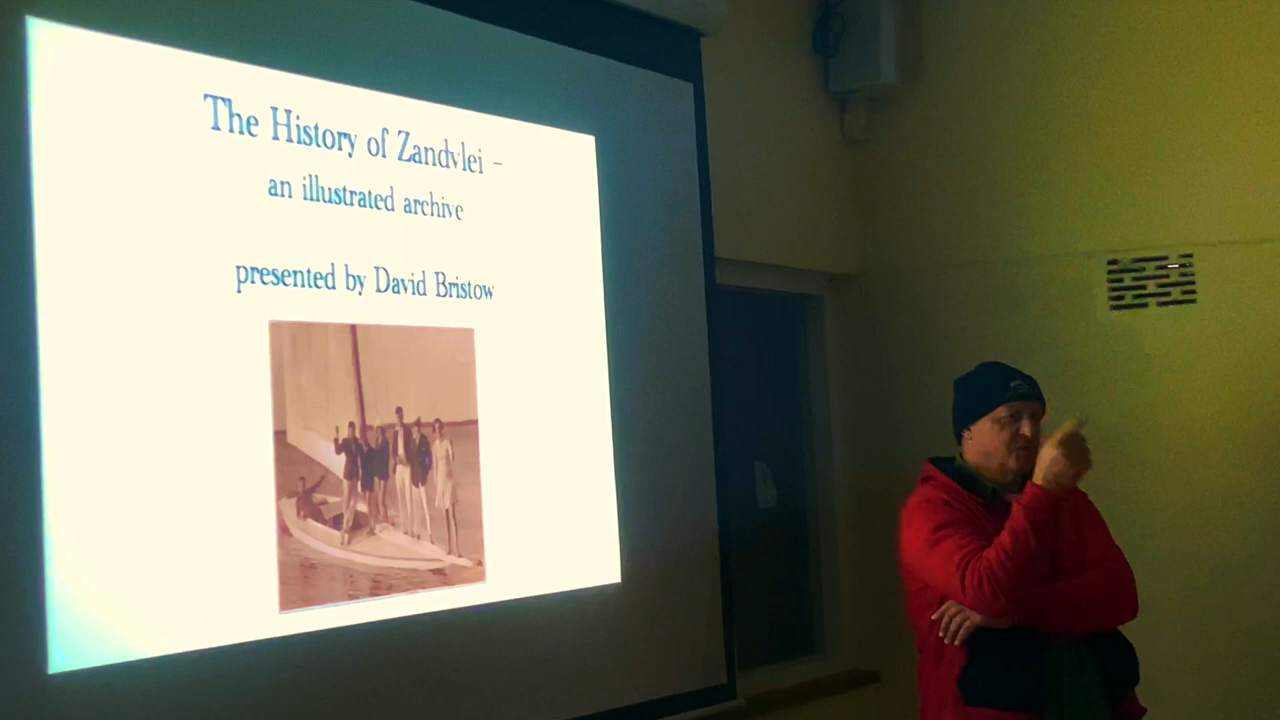 The History of Zandvlei –
an illustrated archive
presented by David Bristow